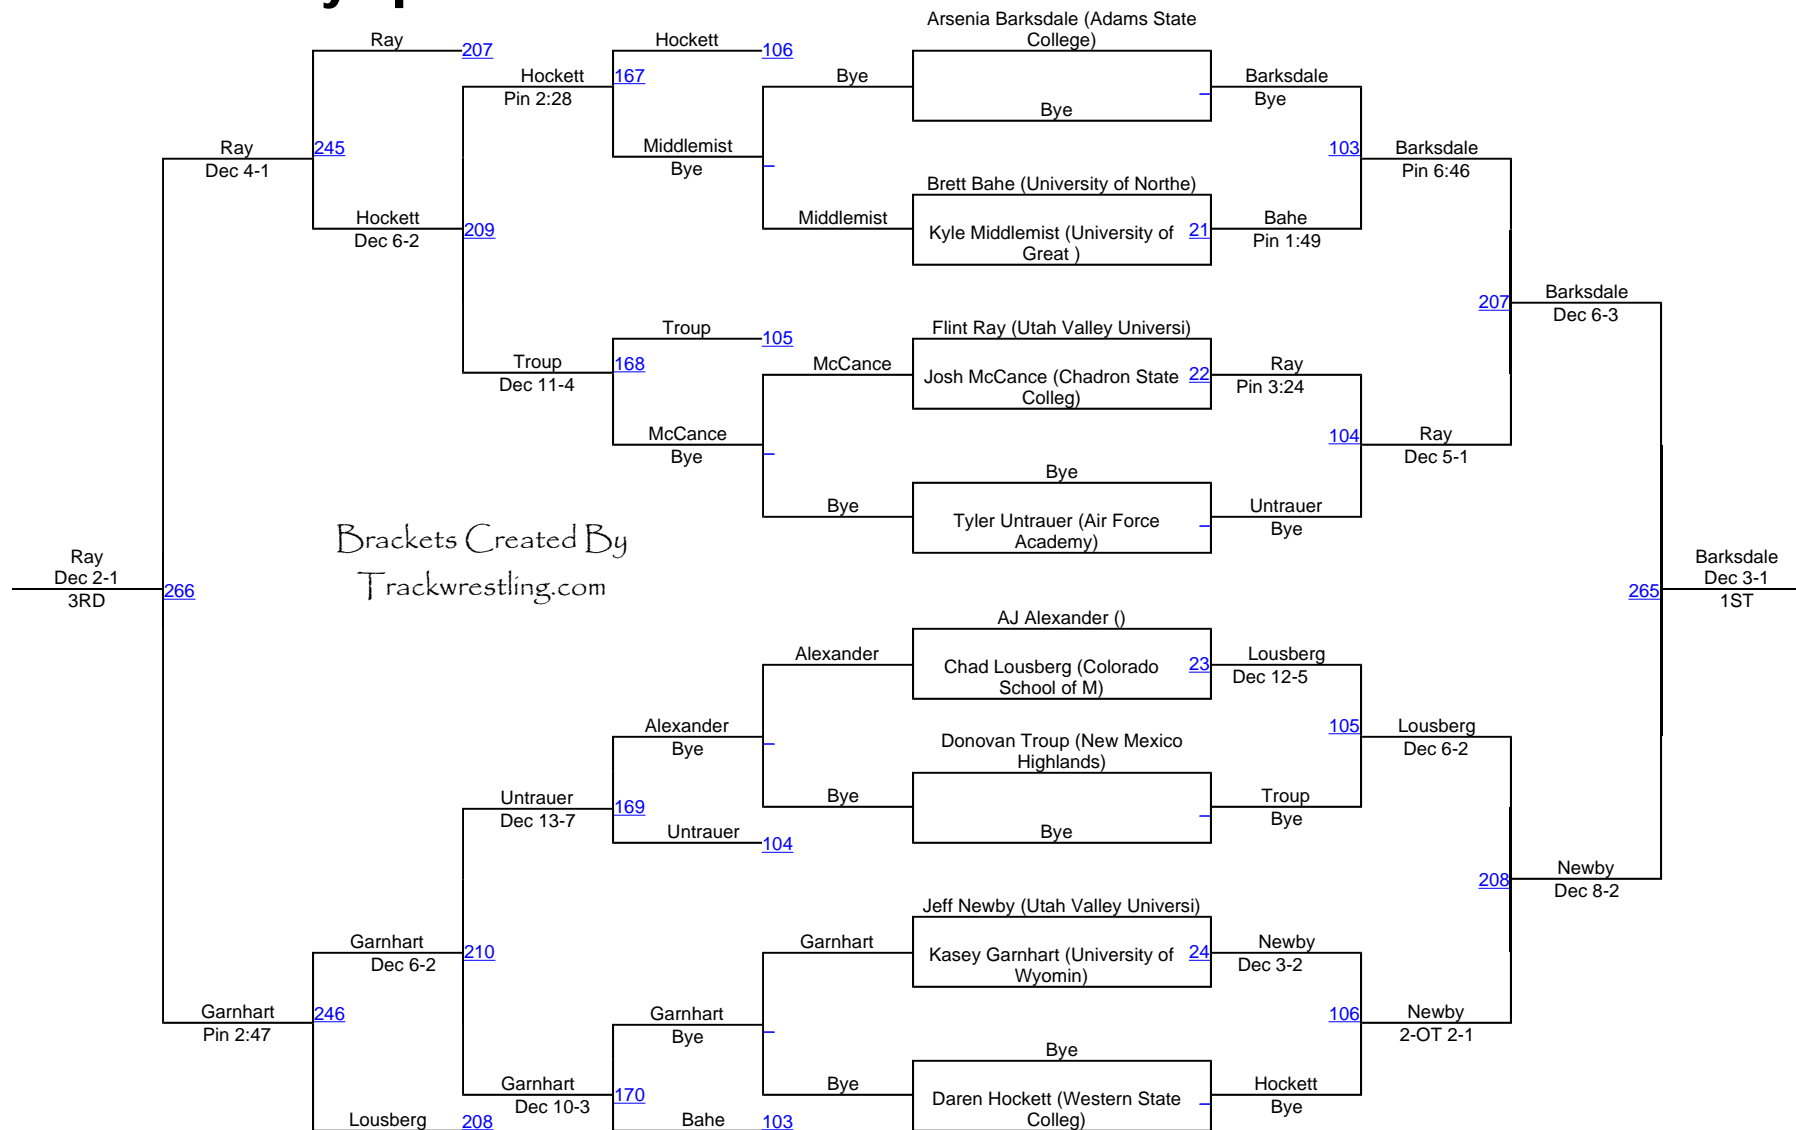 Arsenia Barksdale (Adams State
College)
Ray
207
Hockett
106
Hockett
167
Bye
Barksdale
Pin 2:28
Bye
Bye
Ray
245
Middlemist
103
Barksdale
Dec 4-1
Bye
Pin 6:46
Brett Bahe (University of Northe)
Hockett
Middlemist
Bahe
Dec 6-2
209
Kyle Middlemist (University of
Great )
21
Pin 1:49
207
Barksdale
Dec 6-3
Troup
105
Flint Ray (Utah Valley Universi)
Troup
168
McCance
Ray
Dec 11-4
Josh McCance (Chadron State
Colleg)
22
Pin 3:24
McCance
104
Ray
Bye
Dec 5-1
Bye
Bye
Untrauer
Tyler Untrauer (Air Force
Academy)
Bye
Brackets Created By
Trackwrestling.com
Ray
Dec 2-1
3RD
266
265
Barksdale
Dec 3-1
1ST
AJ Alexander ()
Alexander
Lousberg
Chad Lousberg (Colorado
School of M)
23
Dec 12-5
Alexander
105
Lousberg
Bye
Dec 6-2
Donovan Troup (New Mexico
Highlands)
Untrauer
169
Bye
Troup
Dec 13-7
Bye
Untrauer
104
Bye
208
Newby
Dec 8-2
Jeff Newby (Utah Valley Universi)
Garnhart
210
Garnhart
Newby
Dec 6-2
Kasey Garnhart (University of
Wyomin)
24
Dec 3-2
Garnhart
246
Garnhart
106
Newby
Pin 2:47
Bye
2-OT 2-1
Bye
Garnhart
170
Bye
Hockett
Dec 10-3
Daren Hockett (Western State
Colleg)
Bye
Lousberg
208
Bahe
103